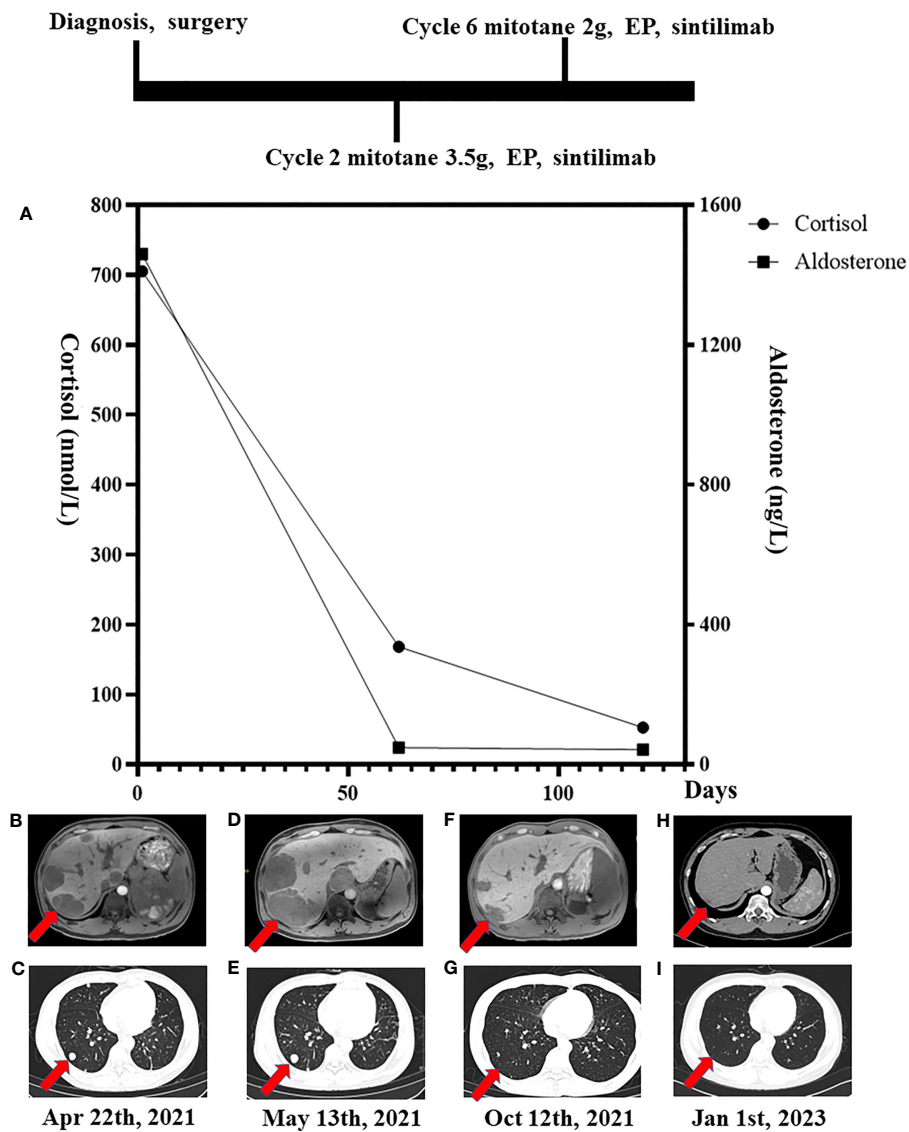 Diagnosis, surgery
Cycle 6 mitotane 2g, EP, sintilimab
Cycle 2 mitotane 3.5g, EP, sintilimab
A
800
700
600
500
400
300
200
100
0
Cortisol (nmol/L)
1600
1200
800
400
0
Aldosterone (ng/L)
Cortisol
Aldosterone
0
50
100
Days
B
D
F
H
C
E
G
I
Apr 22th, 2021
May 13th, 2021
Oct 12th, 2021
Jan 1st, 2023